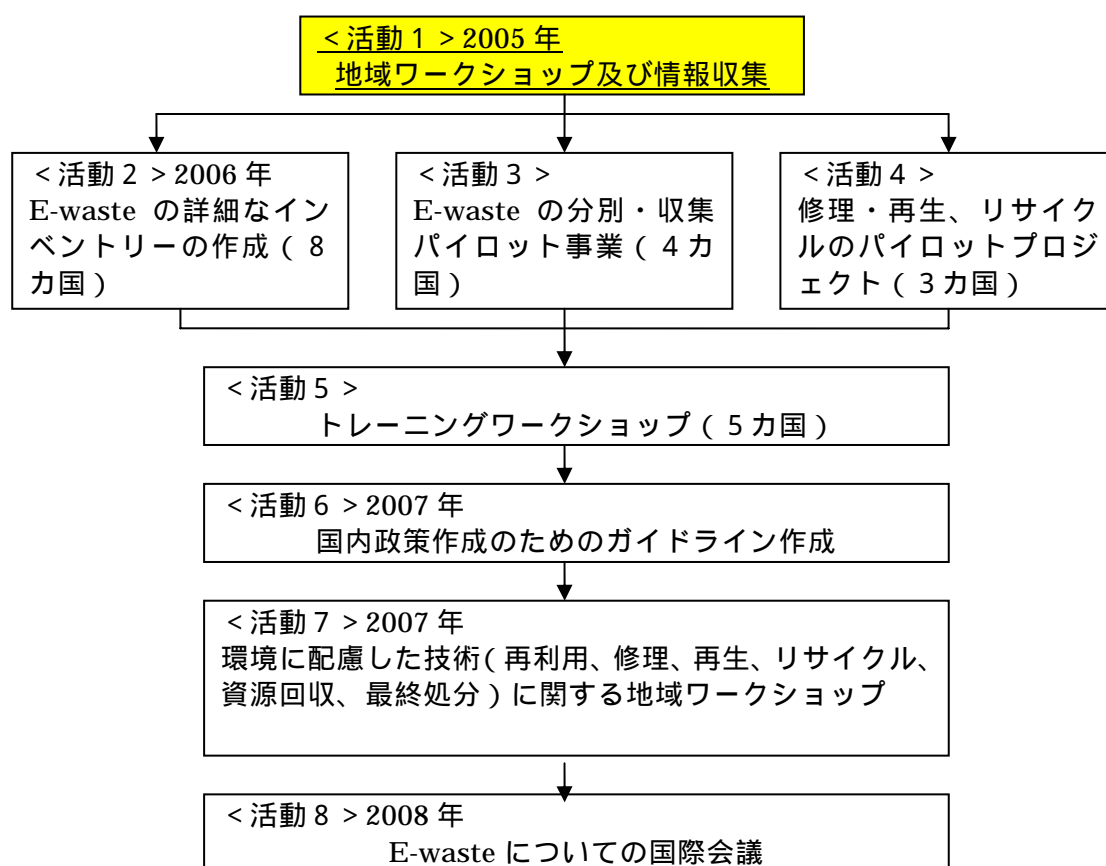 ＜活動１＞2005 年
地域ワークショップ及び情報収集
＜活動２＞2006 年
E-waste の詳細なイン
ベントリーの作成（８
カ国）
＜活動３＞
E-waste の分別・収集
パイロット事業（４カ
国）
＜活動４＞
修理・再生、リサイク
ルのパイロットプロジ
ェクト（３カ国）
＜活動５＞
トレーニングワークショップ（５カ国）
＜活動６＞2007 年
国内政策作成のためのガイドライン作成
＜活動７＞2007 年
環境に配慮した技術（再利用、修理、再生、リサイクル、
資源回収、最終処分）に関する地域ワークショップ
＜活動８＞2008 年
E-waste についての国際会議